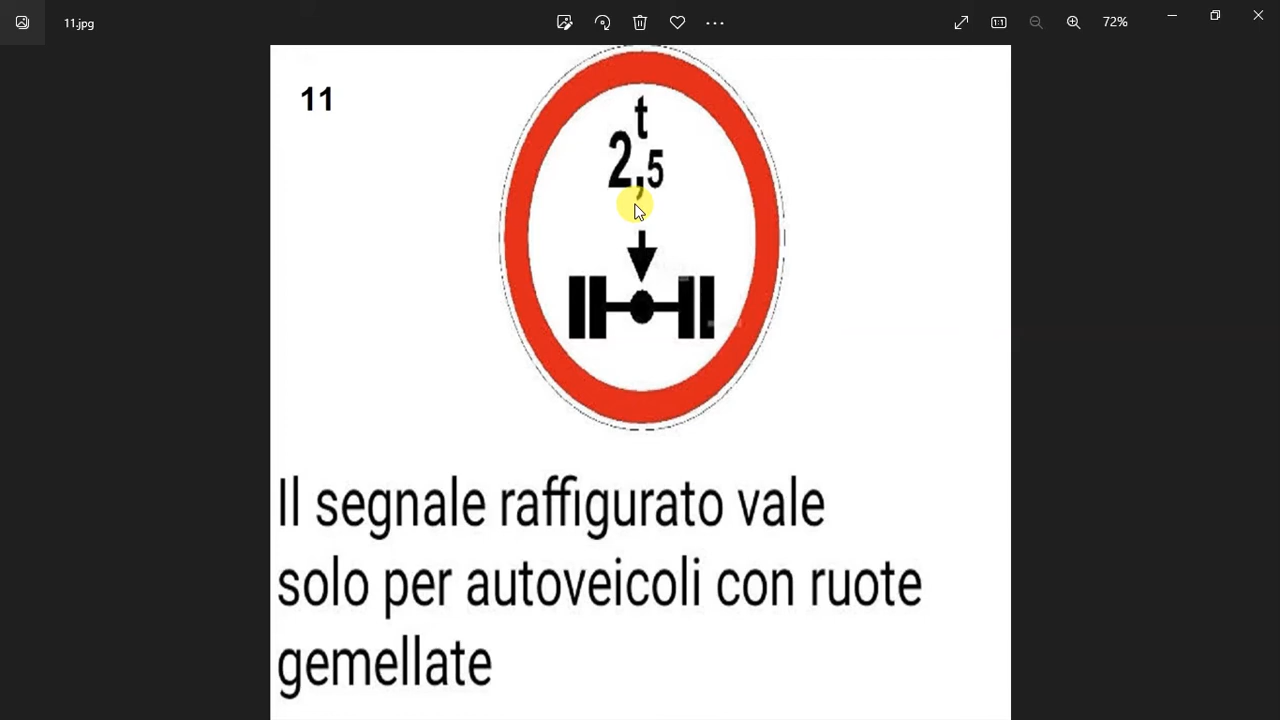 11.jpg
72%
11
t
2,5
Il segnale raffigurato vale
solo per autoveicoli con ruote
gemellate